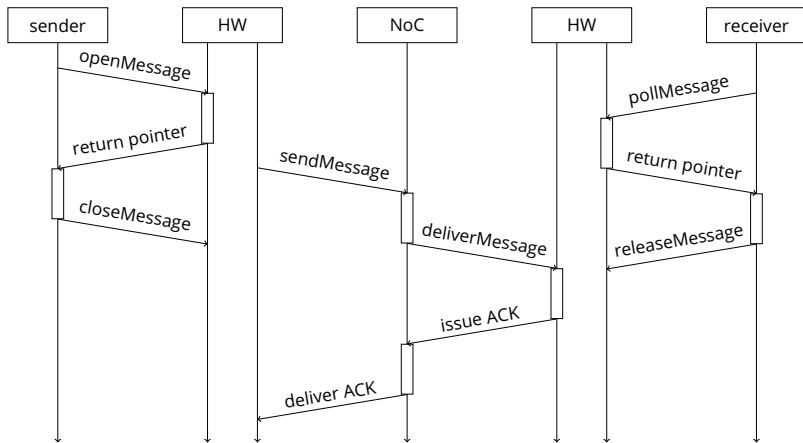 sender
HW
NoC
HW
receiver
openMessage
pollMessage
return pointer
sendMessage
return pointer
closeMessage
deliverMessage
releaseMessage
issue ACK
deliver ACK